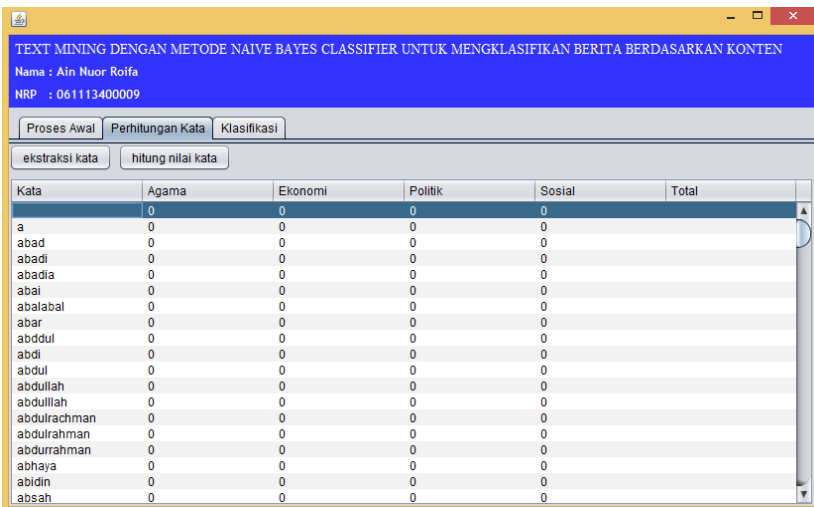 TEXT MINING DENGAN METODE NAIVE BAYES CLASSIFIER UNTUK MENGKLASIFIKAN BERITA BERDASARKAN KONTEN
Nama : Ain Nuor Roifa
NRP : 061113400009
Proses Awal Perhitungan Kata Klasifikasi
ekstraksi kata hitung nilai kata
Kata Agama Ekonomi Politik Sosial Total
0 0 0 0
a 0 0 0 0
abad 0 0 0 0
abadi 0 0 0 0
abadia 0 0 0 0
abai 0 0 0 0
abalabal 0 0 0 0
abar 0 0 0 0
abddul 0 0 0 0
abdi 0 0 0 0
abdul 0 0 0 0
abdullah 0 0 0 0
abdulllah 0 0 0 0
abdulrachman 0 0 0 0
abdulrahman 0 0 0 0
abdurrahman 0 0 0 0
abhaya 0 0 0 0
abidin 0 0 0 0
absah 0 0 0 0